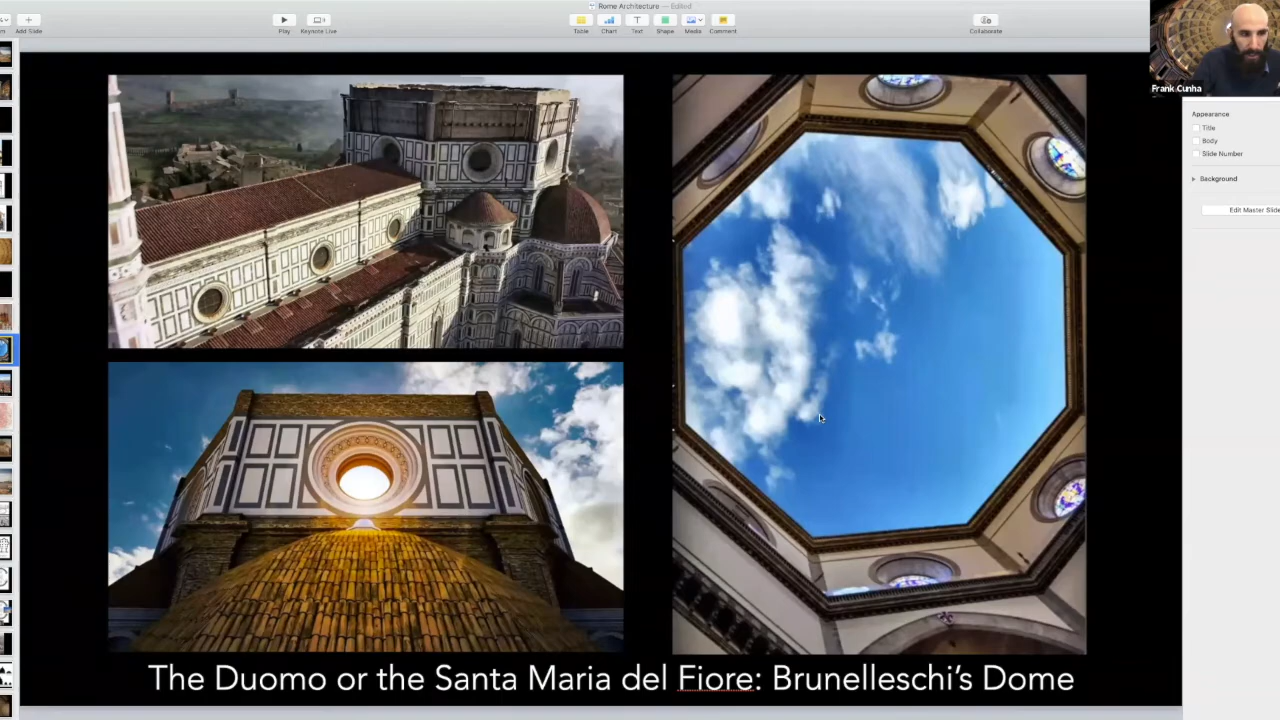 Rome Architecture — Edited
Add Slide
Play
Keynote Live
Table
Chart
Text
Shape
Media
Comment
Collaborate
Frank Cunha
Appearance
Title
Body
Slide Number
Background
Edit Master Slide
The Duomo or the Santa Maria del Fiore: Brunelleschi’s Dome